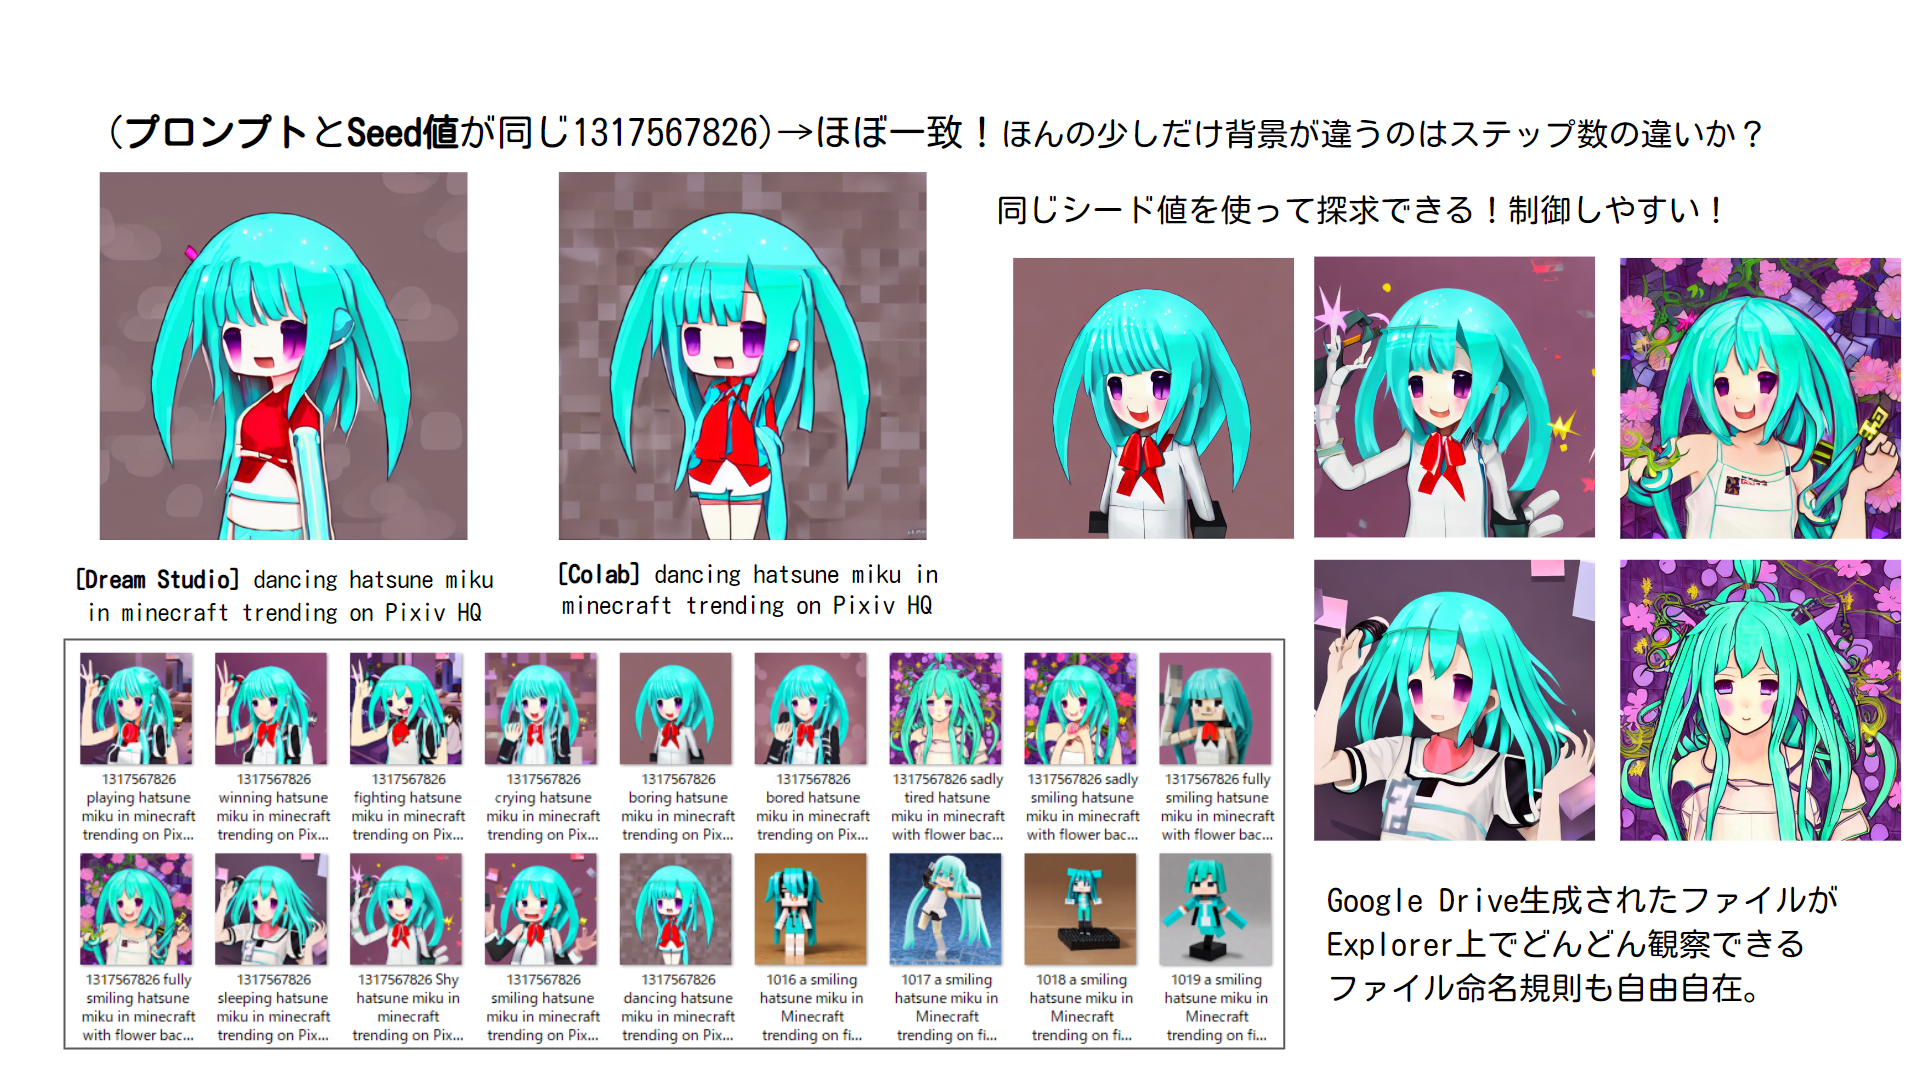 (プロンプトとSeed値が同じ1317567826)→ほぼ一致！ほんの少しだけ背景が違うのはステップ数の違いか？
同じシード値を使って探求できる！制御しやすい！
[Dream Studio] dancing hatsune miku
in minecraft trending on Pixiv HQ
[Colab] dancing hatsune miku in
minecraft trending on Pixiv HQ
1317567826
playing hatsune
miku in minecraft
trending on Pix...
1317567826
winning hatsune
miku in minecraft
trending on Pix...
1317567826
fighting hatsune
miku in minecraft
trending on Pix...
1317567826
crying hatsune
miku in minecraft
trending on Pix...
1317567826
boring hatsune
miku in minecraft
trending on Pix...
1317567826
bored hatsune
miku in minecraft
trending on Pix...
1317567826 sadly
tired hatsune
miku in minecraft
with flower bac...
1317567826 sadly
smiling hatsune
miku in minecraft
with flower bac...
1317567826 fully
smiling hatsune
miku in minecraft
with flower bac...
1317567826 fully
smiling hatsune
miku in minecraft
with flower bac...
1317567826
sleeping hatsune
miku in minecraft
trending on Pix...
1317567826 Shy
hatsune miku in
minecraft
trending on Pix...
1317567826
smiling hatsune
miku in minecraft
trending on Pix...
1317567826
dancing hatsune
miku in minecraft
trending on Pix...
1016 a smiling
hatsune miku in
Minecraft
trending on fi...
1017 a smiling
hatsune miku in
Minecraft
trending on fi...
1018 a smiling
hatsune miku in
Minecraft
trending on fi...
1019 a smiling
hatsune miku in
Minecraft
trending on fi...
Google Drive生成されたファイルが
Explorer上でどんどん観察できる
ファイル命名規則も自由自在。